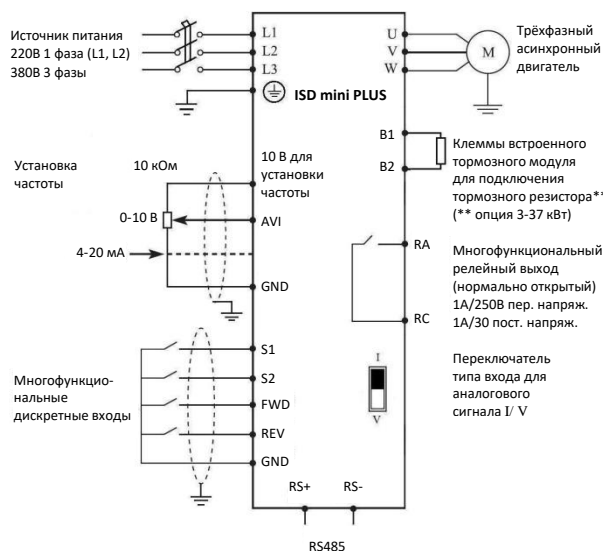 Источник питания
220В 1 фаза (L1, L2)
380В 3 фазы
L1
L2
L3
ISD mini PLUS
U
V
W
M
Трёхфазный
асинхронный
двигатель
B1
B2
Клеммы встроенного
тормозного модуля
для подключения
тормозного резистора**
(** опция 3-37 кВт)
Установка
частоты
10 кОм
0-10 В
4-20 мА
10 В для
установки
частоты
AVI
GND
RA
RC
Многофункциональный
релейный выход
(нормально открытый)
1А/250В пер. напряж.
1А/30 пост. напряж.
Многофункцио-
нальные
дискретные входы
S1
S2
FWD
REV
GND
I
V
Переключатель
типа входа для
аналогового
сигнала I/ V
RS+
RS-
RS485